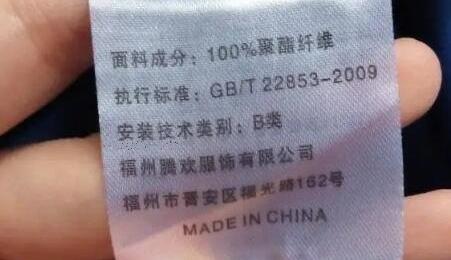 面料成分：100%聚酯纤维
执行标准：GB/T 22853-2009
安装技术类别：B类
福州腾欢服饰有限公司
福州市晋安区福光路162号
MADE IN CHINA